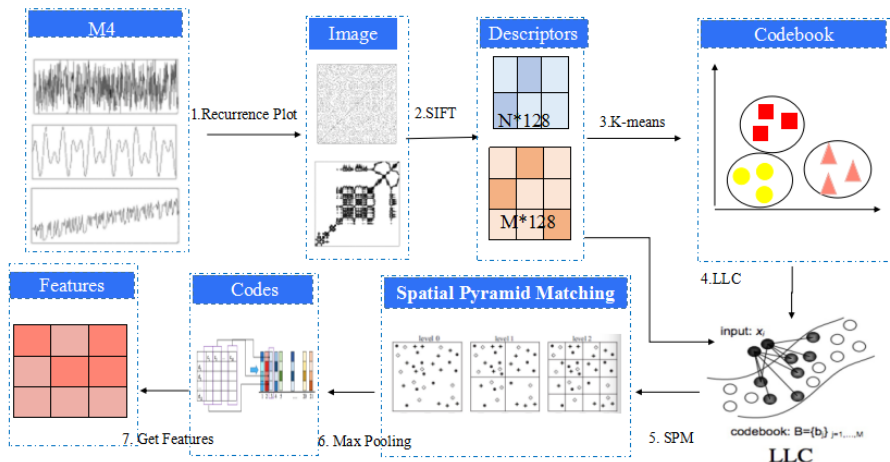 M4
Image
Descriptors
Codebook
1.Recurrence Plot
2.SIFT
N*128
3.K-means
M*128
4.LLC
Features
Codes
Spatial Pyramid Matching
level 0
level 1
level 2
input: xi
codebook: B={bj} j=1,...,M
LLC
7. Get Features
6. Max Pooling
5. SPM